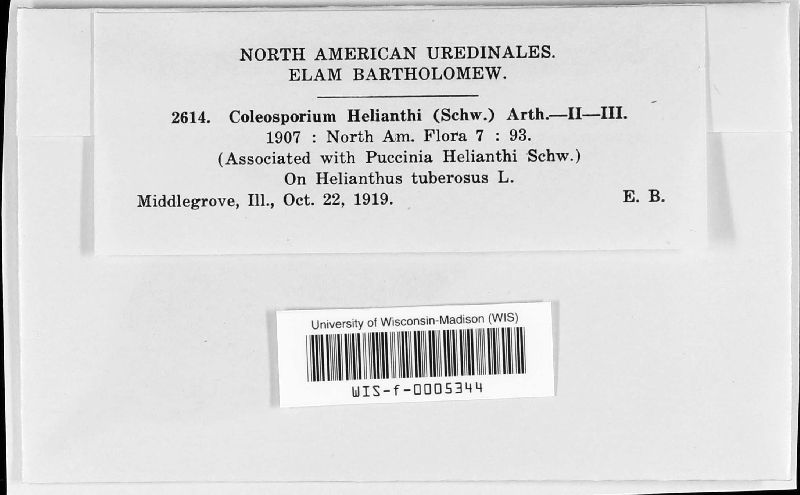 NORTH AMERICAN UREDINALES.
ELAM BARTHOLOMEW.
2614. Coleosporium Helianthi (Schw.) Arth.—II—III.
1907 : North Am. Flora 7 : 93.
(Associated with Puccinia Helianthi Schw.)
On Helianthus tuberosus L.
Middlegrove, Ill., Oct. 22, 1919. E. B.
University of Wisconsin-Madison (WIS)
WIS-f-0005344